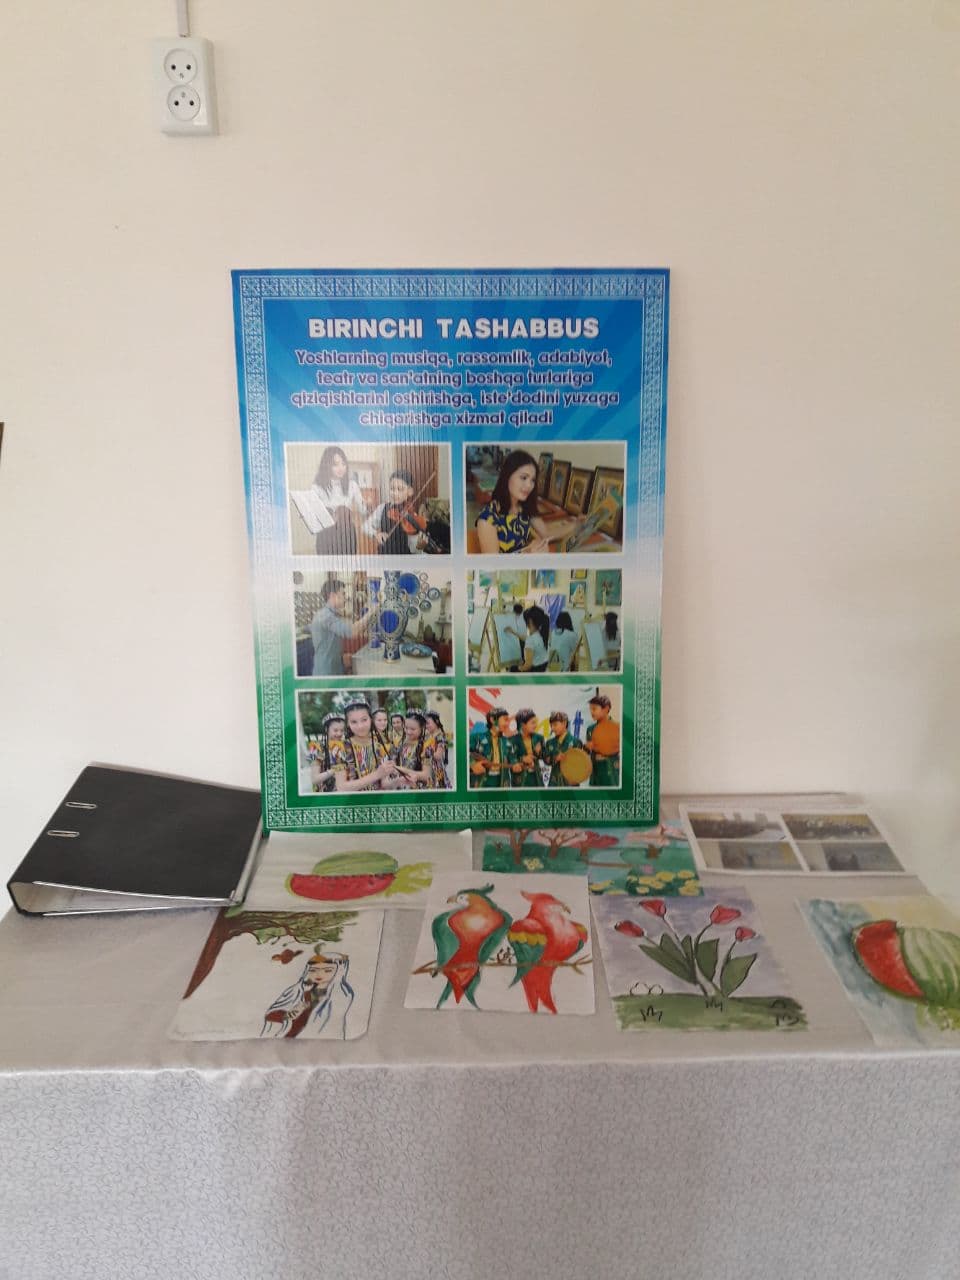 BIRINCHI TASHABBUS
Yoshlarning musiqa, rassomlik, adabiyot,
teatr va san'atning boshqa turlariga
qiziqishlarini oshirishga, iste'dodini yuzaga
chiqarishga xizmat qiladi